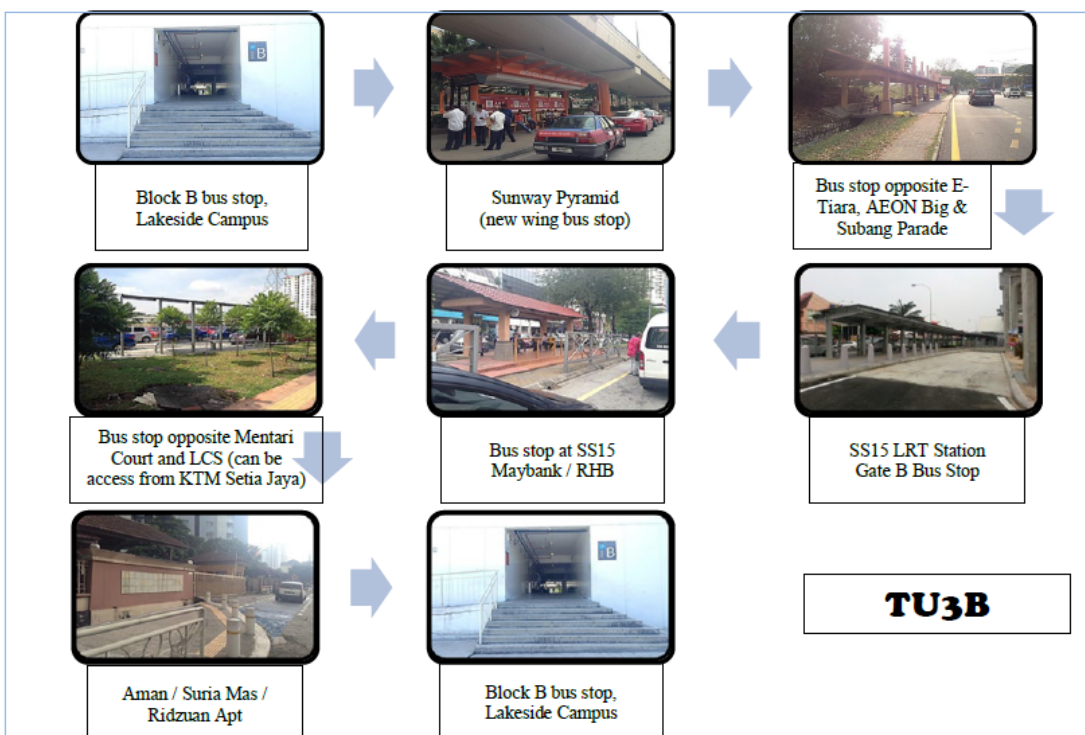 B
Block B bus stop,
Lakeside Campus
Sunway Pyramid
(new wing bus stop)
Bus stop opposite E-
Tiara, AEON Big &
Subang Parade
Bus stop opposite Mentari
Court and LCS (can be
access from KTM Setia Jaya)
Bus stop at SS15
Maybank / RHB
SS15 LRT Station
Gate B Bus Stop
Aman / Suria Mas /
Ridzuan Apt
B
Block B bus stop,
Lakeside Campus
TU3B